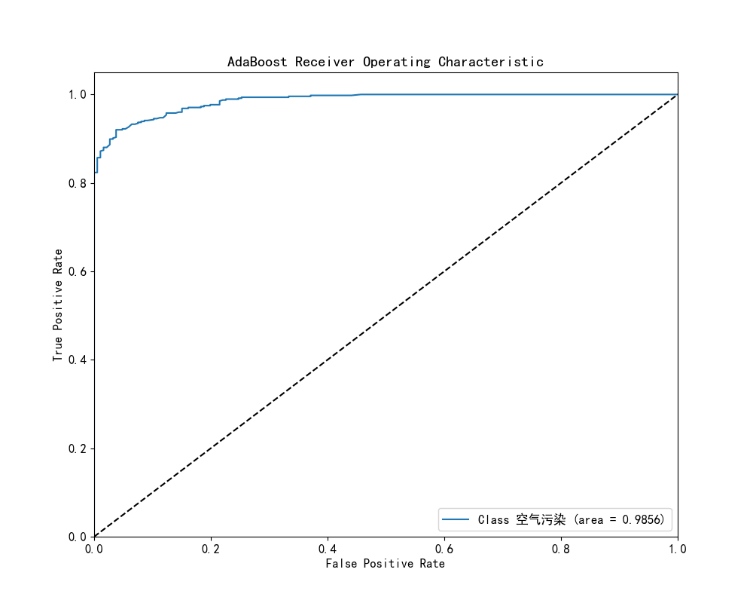 AdaBoost Receiver Operating Characteristic
1.0
0.8
0.6
0.4
0.2
0.0
True Positive Rate
Class 空气污染 (area = 0.9856)
0.0 0.2 0.4 0.6 0.8 1.0
False Positive Rate